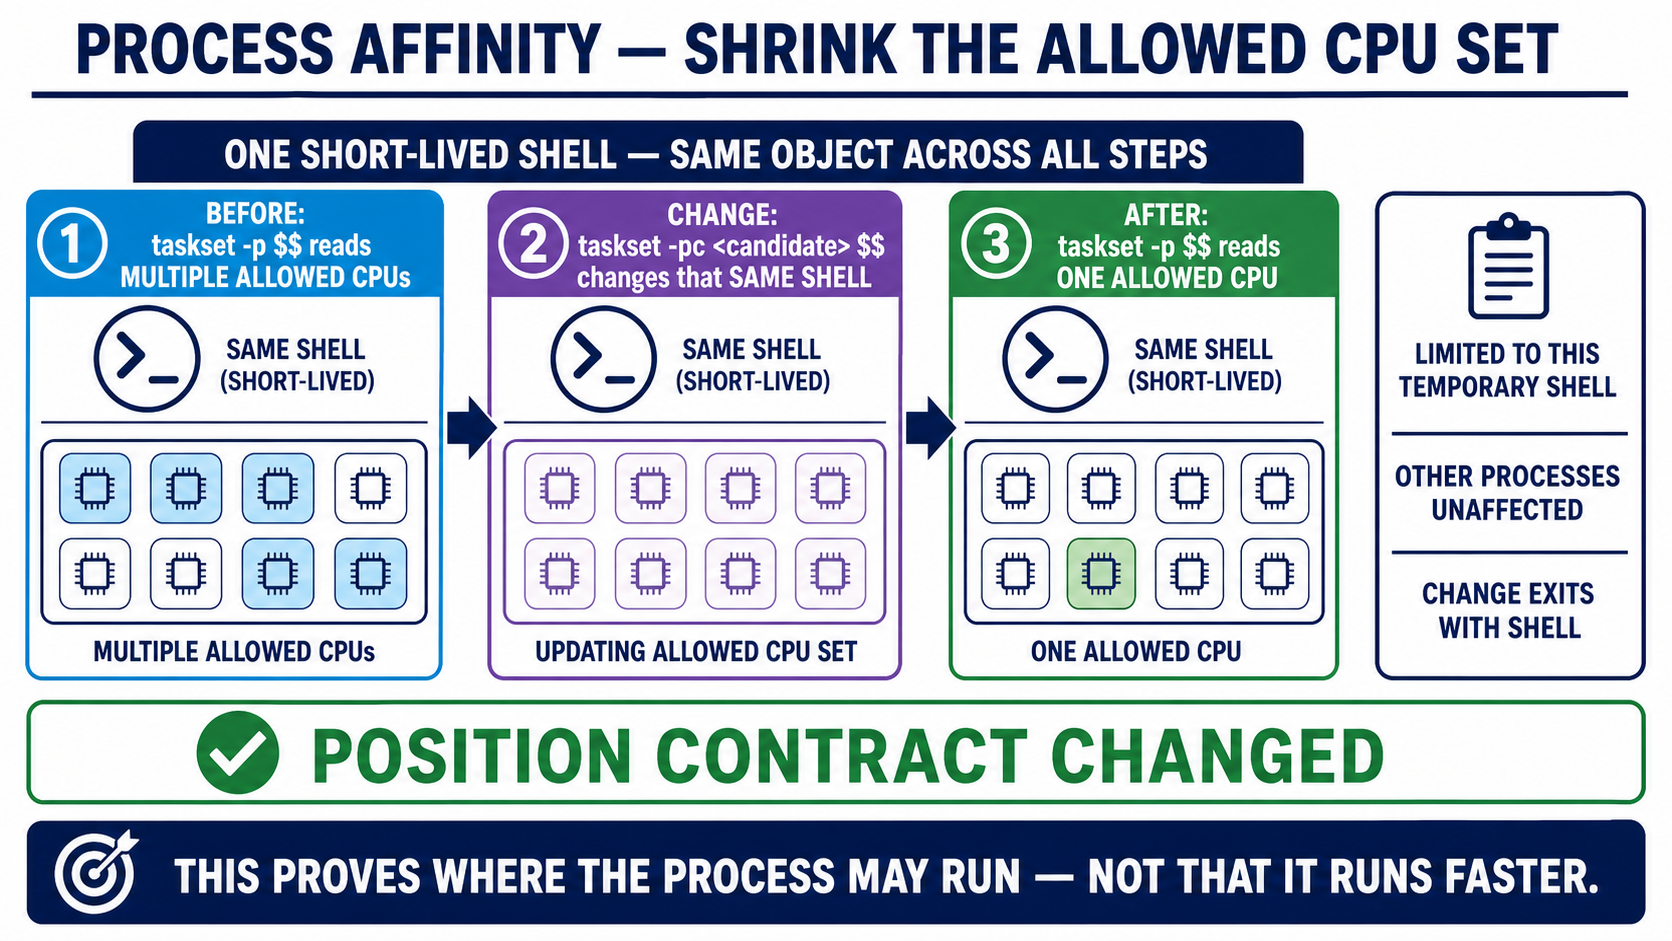 PROCESS AFFINITY — SHRINK THE ALLOWED CPU SET
ONE SHORT-LIVED SHELL — SAME OBJECT ACROSS ALL STEPS
1
BEFORE:
taskset -p $$ reads
MULTIPLE ALLOWED CPUs
SAME SHELL
(SHORT-LIVED)
MULTIPLE ALLOWED CPUs
2
CHANGE:
taskset -pc <candidate> $$
changes that SAME SHELL
SAME SHELL
(SHORT-LIVED)
UPDATING ALLOWED CPU SET
3
AFTER:
taskset -p $$ reads
ONE ALLOWED CPU
SAME SHELL
(SHORT-LIVED)
ONE ALLOWED CPU
LIMITED TO THIS
TEMPORARY SHELL
OTHER PROCESSES
UNAFFECTED
CHANGE EXITS
WITH SHELL
POSITION CONTRACT CHANGED
THIS PROVES WHERE THE PROCESS MAY RUN — NOT THAT IT RUNS FASTER.